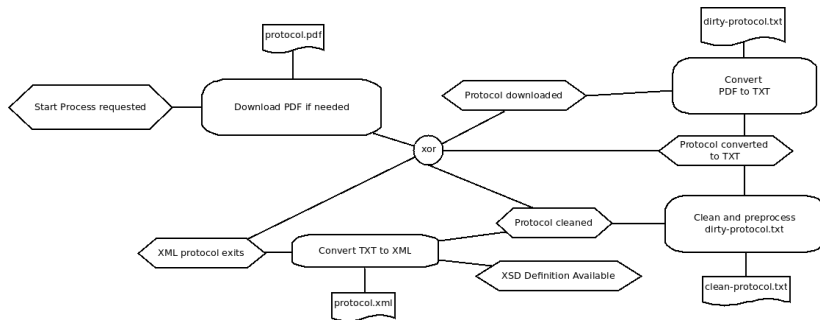 dirty-protocol.txt
protocol.pdf
Convert
PDF to TXT
Start Process requested
Download PDF if needed
Protocol downloaded
xor
Protocol converted
to TXT
Clean and preprocess
dirty-protocol.txt
Protocol cleaned
XML protocol exits
Convert TXT to XML
XSD Definition Available
clean-protocol.txt
protocol.xml